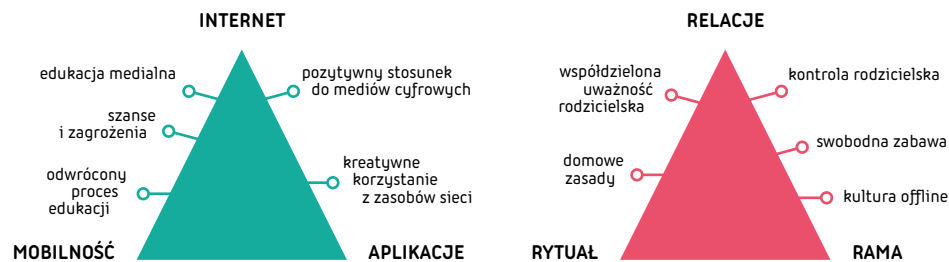 INTERNET
edukacja medialna
pozytywny stosunek
do mediów cyfrowych
szanse
i zagrożenia
kreatywne
korzystanie
z zasobów sieci
odwrócony
proces
edukacji
MOBILNOŚĆ
APLIKACJE
RELACJE
współdzielona
uważność
rodzicielska
kontrola rodzicielska
swobodna zabawa
domowe
zasady
kultura offline
RYTUAŁ
RAMA